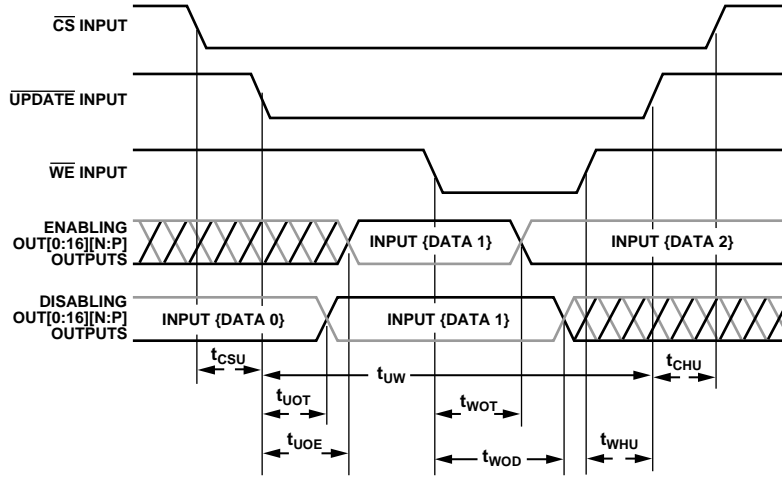 CS INPUT
UPDATE INPUT
WE INPUT
ENABLING
OUT[0:16][N:P]
OUTPUTS
INPUT {DATA 1}
INPUT {DATA 2}
DISABLING
OUT[0:16][N:P]
OUTPUTS
INPUT {DATA 0}
INPUT {DATA 1}
tCSU
tUW
tCHU
tUOT
tWOT
tUOE
tWOD
tWHU